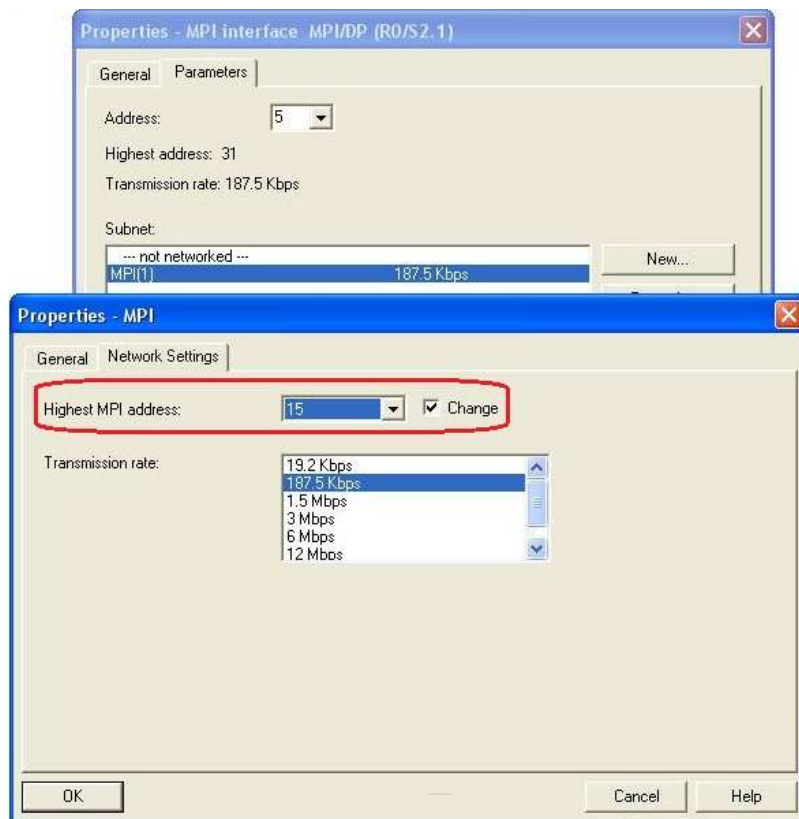 Properties - MPI interface MPI/DP (R0/S2.1)
General Parameters
Address: 5
Highest address: 31
Transmission rate: 187.5 Kbps
Subnet:
--- not networked ---
New...
MPI(1) 187.5 Kbps
Properties - MPI
General Network Settings
Highest MPI address: 15 Change
Transmission rate: 19.2 Kbps
187.5 Kbps
1.5 Mbps
3 Mbps
6 Mbps
12 Mbps
OK Cancel Help